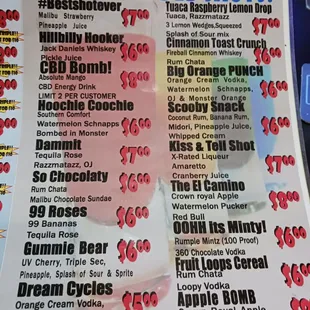 #Bestshotever
Malibu Strawberry $7.00
Pineapple Juice
Hillbilly Hooker
Jack Daniels Whiskey $6.00
Pickle Juice
CBD Bomb!
Absolute Mango $8.00
CBD Energy Drink
LIMIT 2 PER CUSTOMER
Hoochie Coochie
Southern Comfort
Watermelon Schnapps $6.00
Bombed in Monster
Dammit
Tequila Rose $7.00
Razzmatazz, OJ
So Chocolaty
Rum Chata $6.00
Malibu Chocolate Sundae
99 Roses
99 Bananas $6.00
Tequila Rose
Gummie Bear
UV Cherry, Triple Sec, $6.00
Pineapple, Splash of Sour & Sprite
Dream Cycles
Orange Cream Vodka, $5.00
Tuaca Raspberry Lemon Drop
Tuaca, Razzmatazz
Lemon Wedges,Squeezed $7.50
Splash of Sour mix
Cinnamon Toast Crunch
Fireball Cinnamon Whiskey $6.00
Rum Chata
Big Orange PUNCH
Orange Cream Vodka,
Watermelon Schnapps, $6.00
OJ & Monster Orange
Scooby Snack
Coconut Rum, Banana Rum,
Midori, Pineapple Juice, $6.00
Whipped Cream
Kiss & Tell Shot
X-Rated Liqueur
Amaretto $7.00
Cranberry Juice
The El Camino
Crown royal Apple
Watermelon Pucker $8.00
Red Bull
OOHH Its Minty!
Rumple Mintz (100 Proof) $6.00
360 Chocolate Vodka
Fruit Loops Cereal
Rum Chata $6.00
Loopy Vodka
Appple BOMB